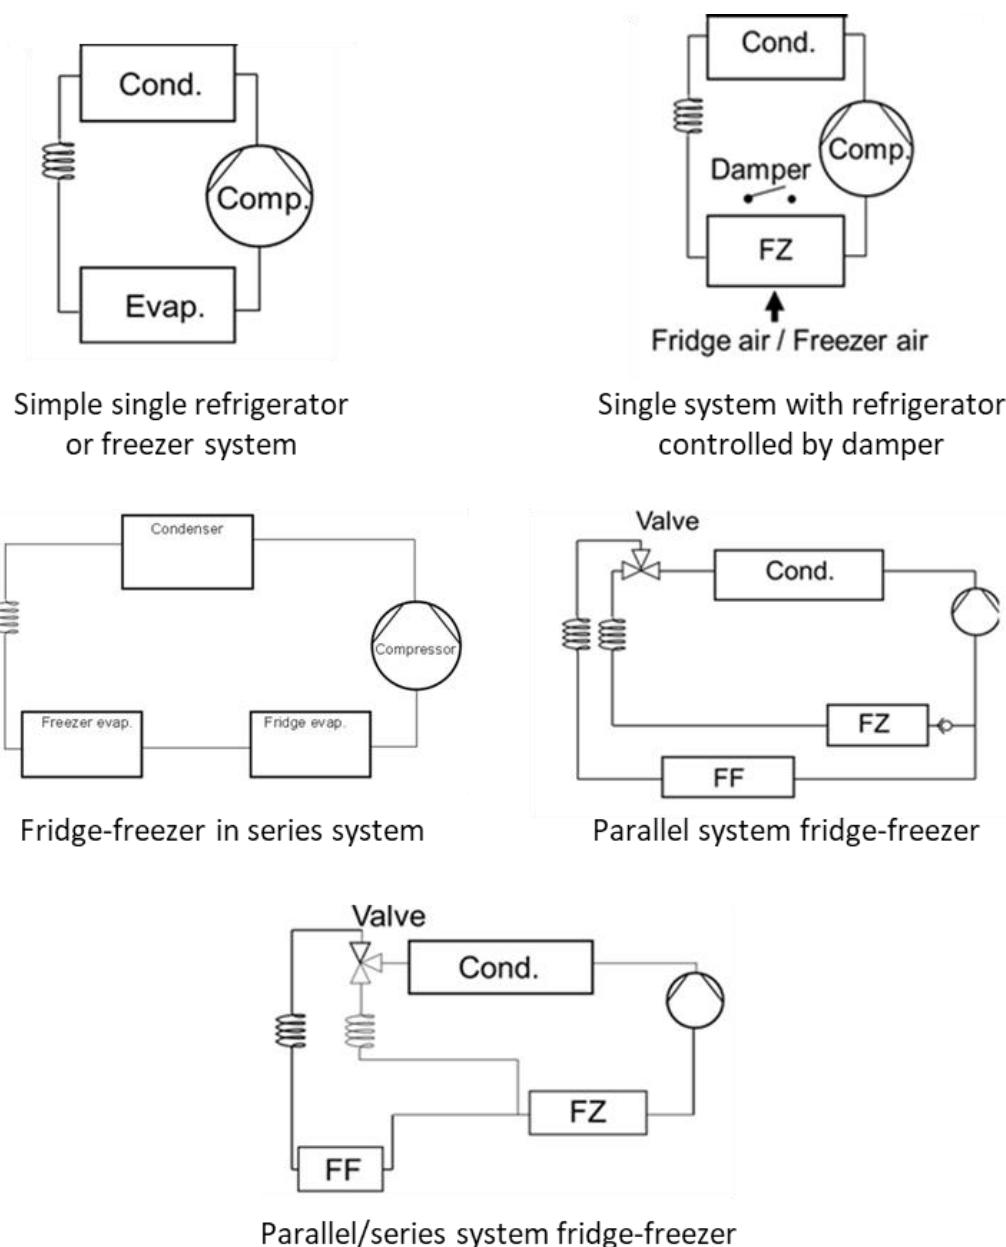 Cond.
Comp.
Evap.
Simple single refrigerator
or freezer system
Cond.
Comp.
Damper
FZ
Fridge air / Freezer air
Single system with refrigerator
controlled by damper
Condenser
Compressor
Freezer evap.
Fridge evap.
Fridge-freezer in series system
Valve
Cond.
FZ
FF
Parallel system fridge-freezer
Valve
Cond.
FZ
FF
Parallel/series system fridge-freezer